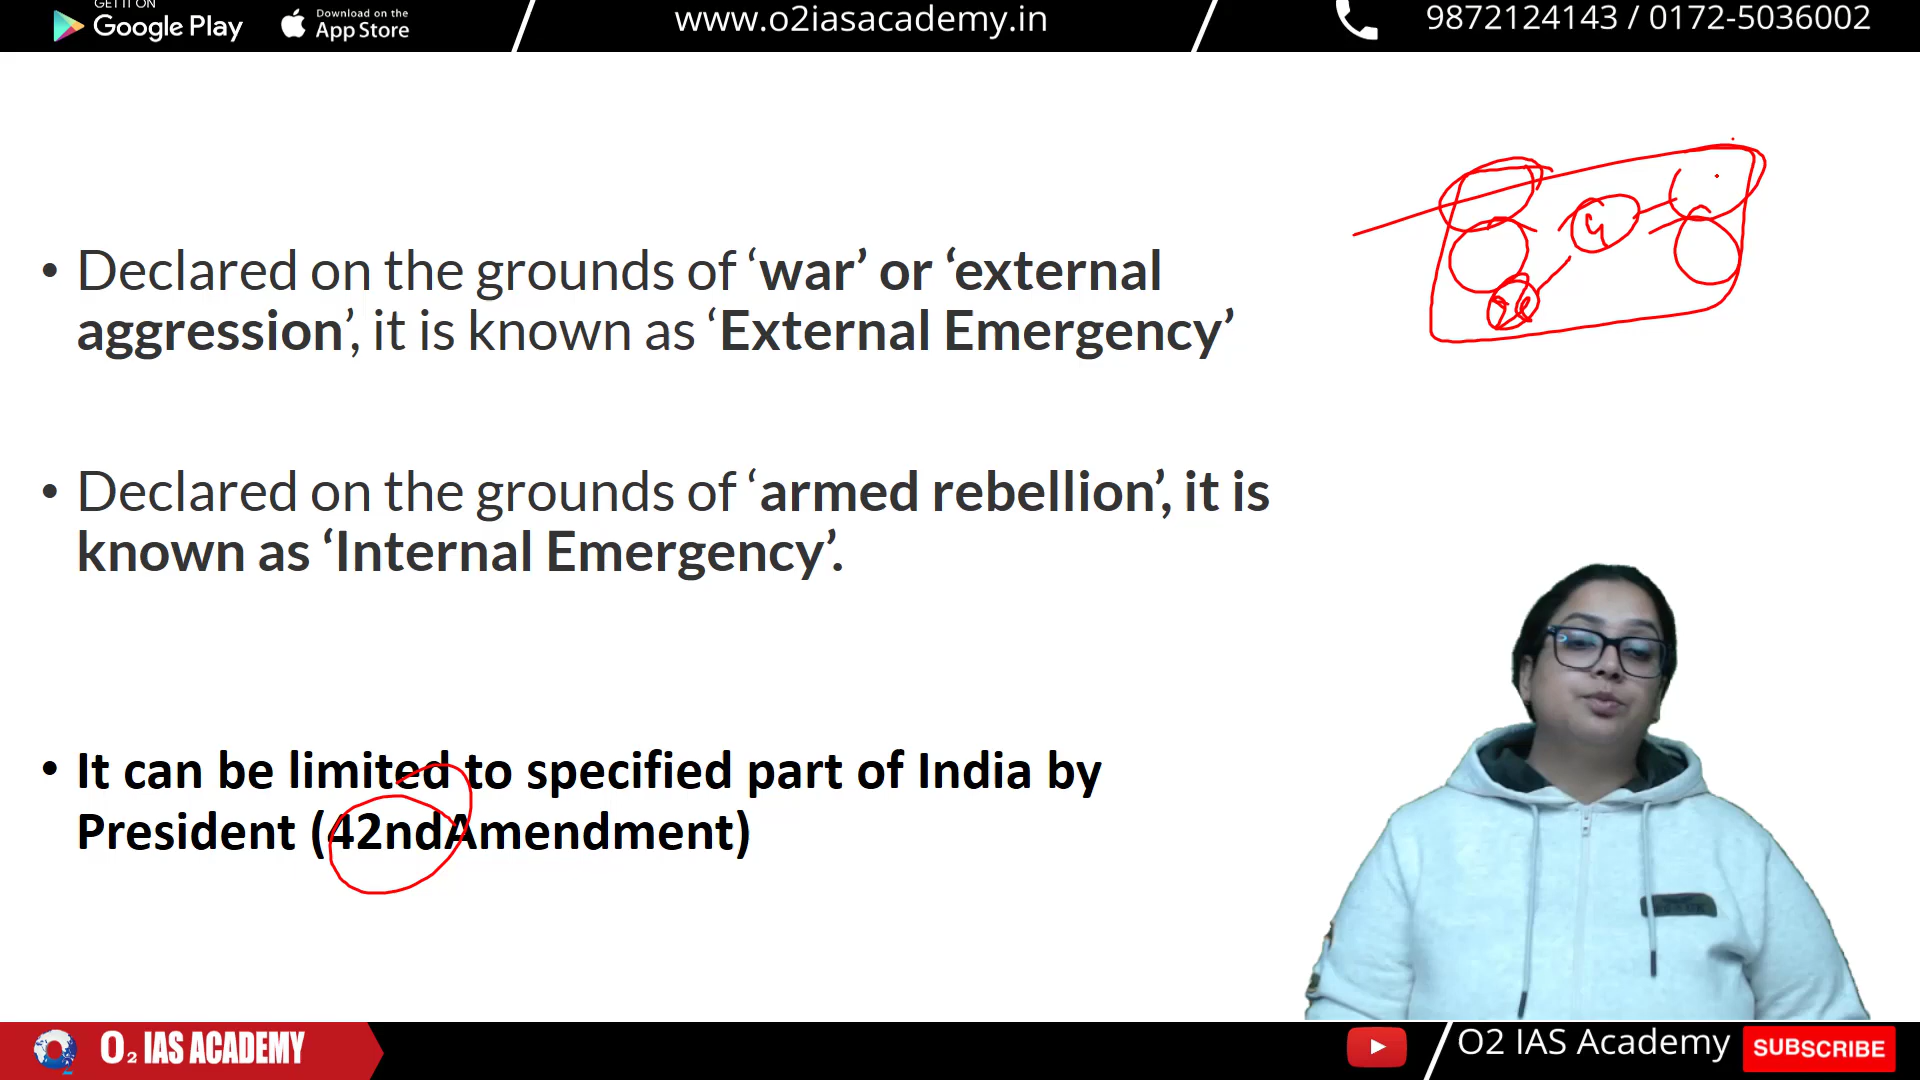 GET IT ON
Google Play
Download on the
App Store
www.o2iasacademy.in
9872124143 / 0172-5036002
• Declared on the grounds of ‘war’ or ‘external
aggression’, it is known as ‘External Emergency’
• Declared on the grounds of ‘armed rebellion’, it is
known as ‘Internal Emergency’.
• It can be limited to specified part of India by
President (42ndAmendment)
O2 IAS ACADEMY
O2 IAS Academy
SUBSCRIBE